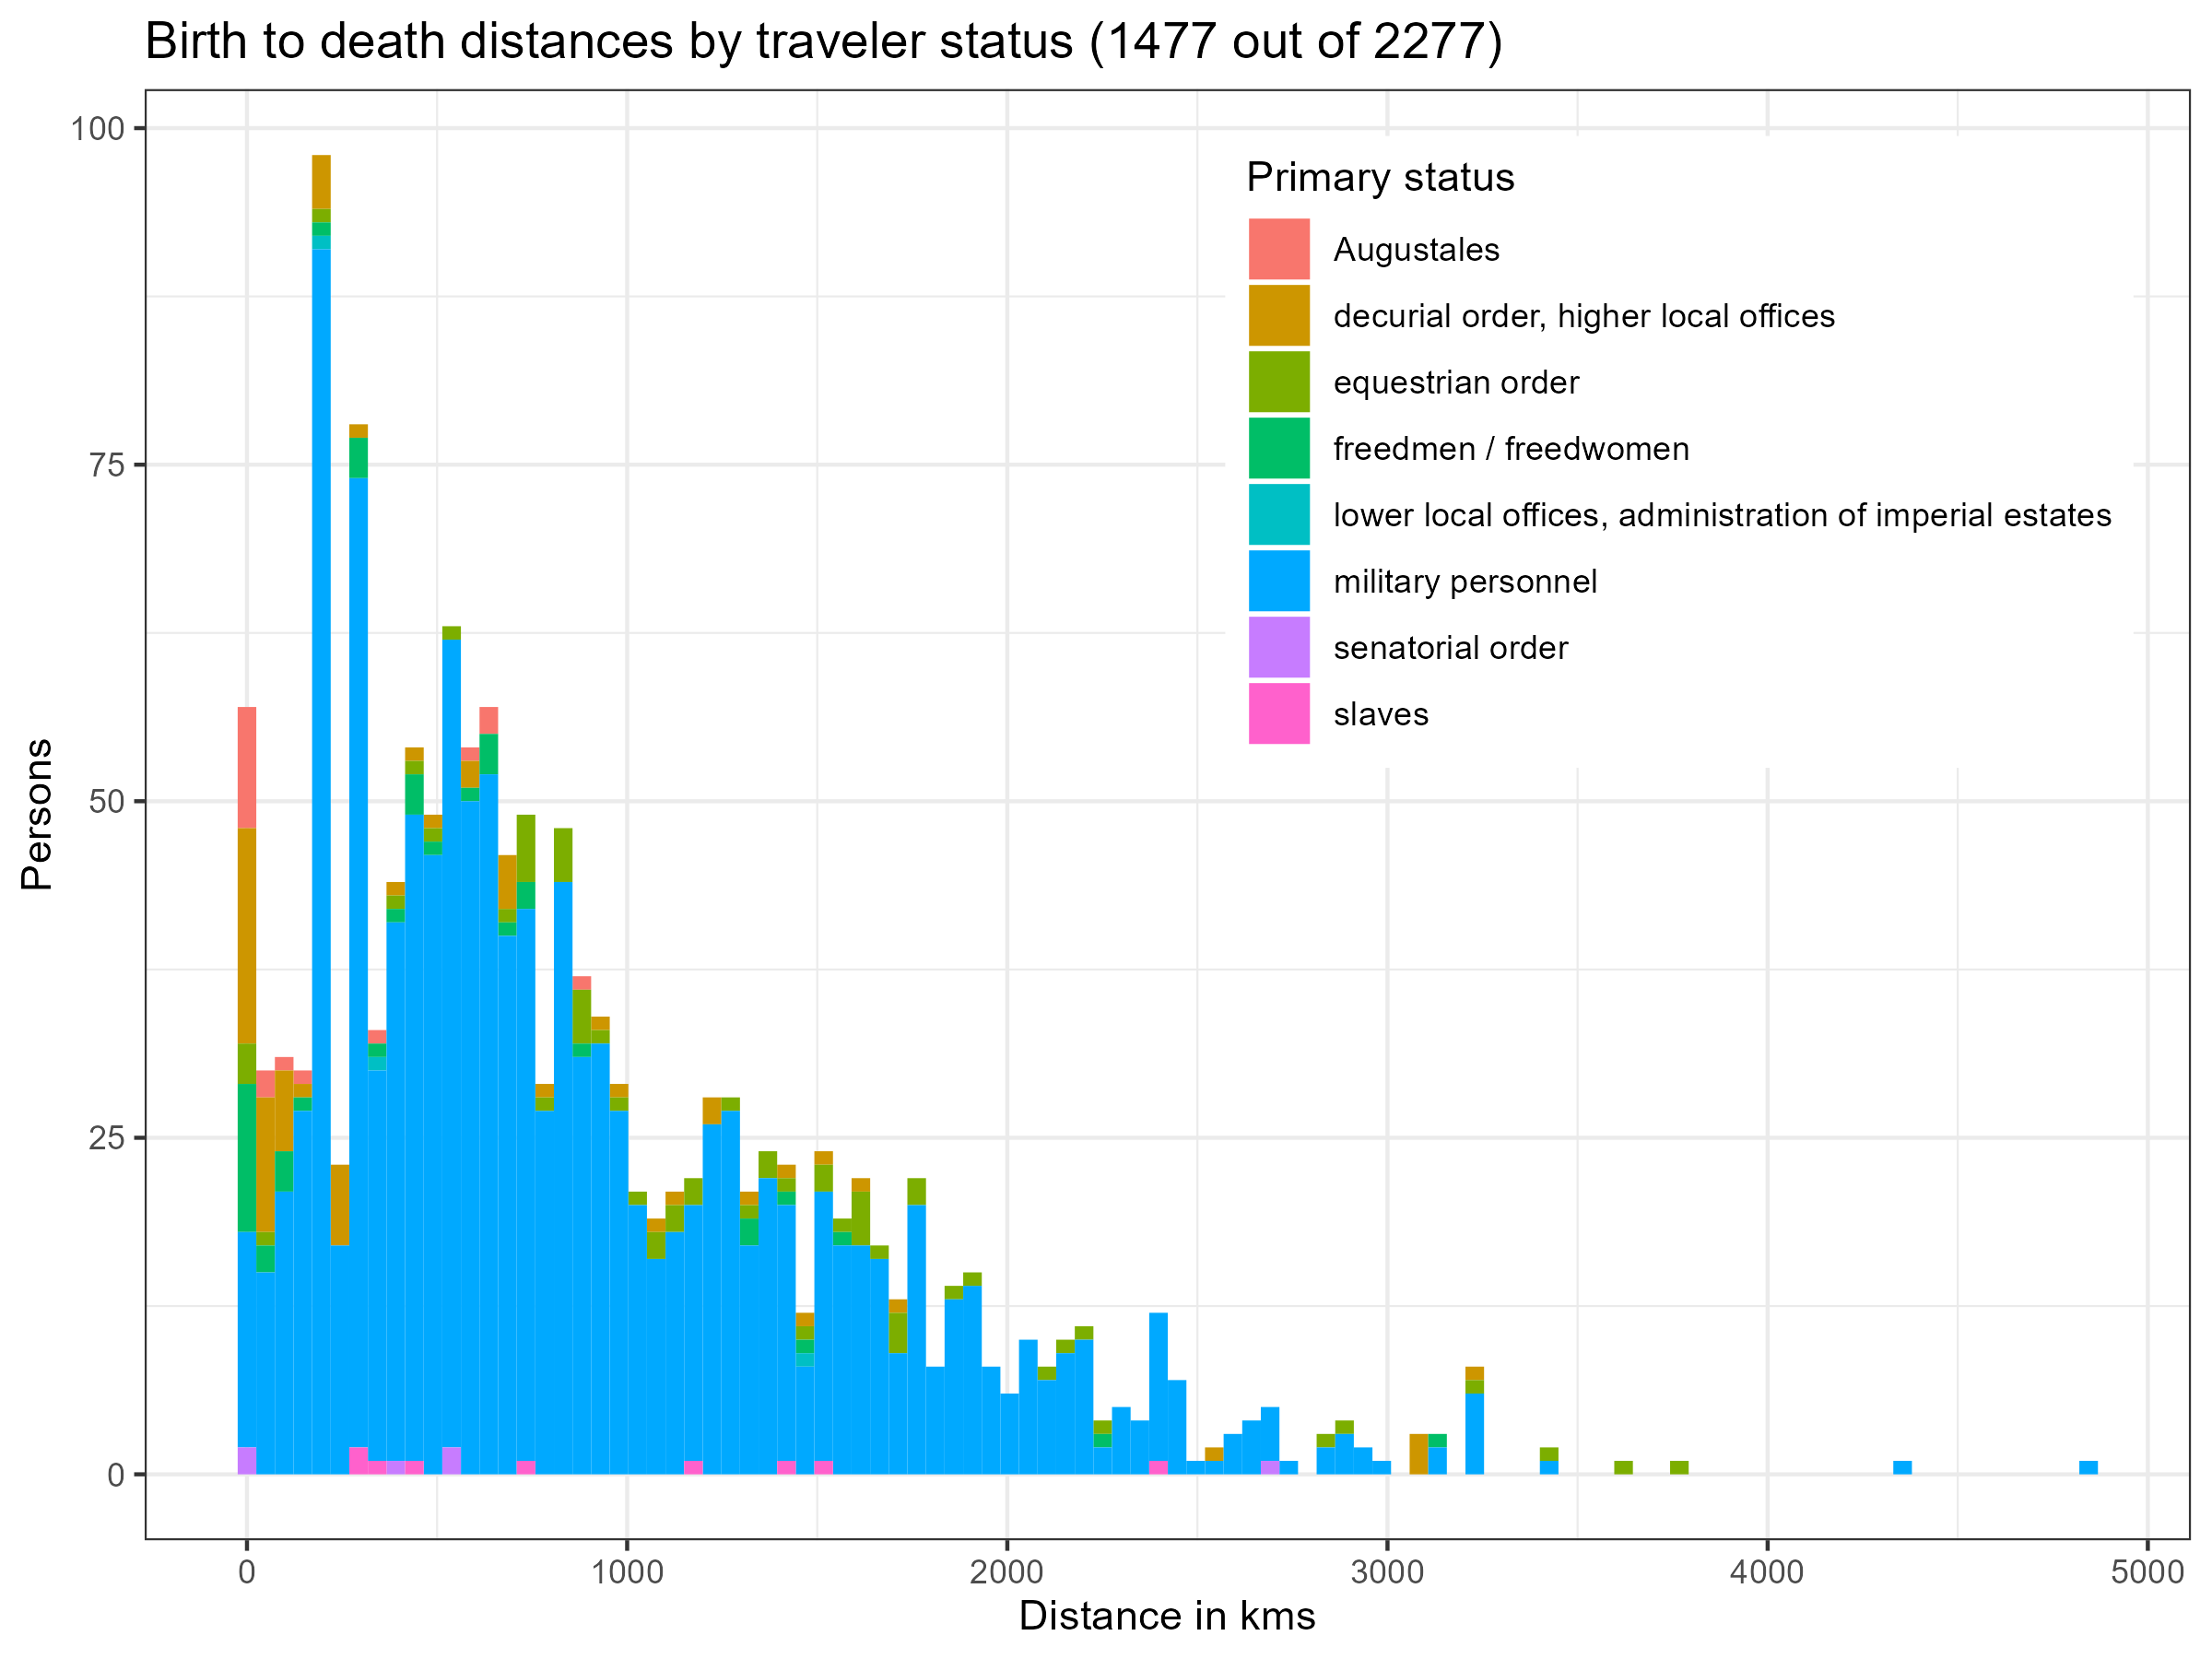 Birth to death distances by traveler status (1477 out of 2277)
100
75
50
25
0
Persons
Primary status
Augustales
decurial order, higher local offices
equestrian order
freedmen / freedwomen
lower local offices, administration of imperial estates
military personnel
senatorial order
slaves
0 1000 2000 3000 4000 5000
Distance in kms